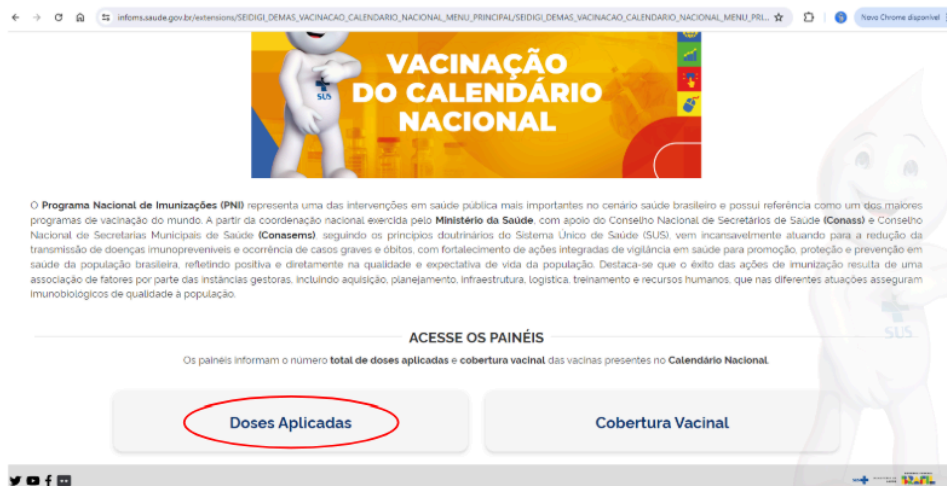 infoms.saude.gov.br/extensions/SEIDIGI_DEMAS_VACINACAO_CALENDARIO_NACIONAL_MENU_PRINCIPAL/SEIDIGI_DEMAS_VACINACAO_CALENDARIO_NACIONAL_MENU_PRI...
Novo Chrome disponível
SUS
VACINAÇÃO
DO CALENDÁRIO
NACIONAL
O Programa Nacional de Imunizações (PNI) representa uma das intervenções em saúde pública mais importantes no cenário saúde brasileiro e possui referência como um dos maiores
programas de vacinação do mundo. A partir da coordenação nacional exercida pelo Ministério da Saúde, com apoio do Conselho Nacional de Secretários de Saúde (Conass) e Conselho
Nacional de Secretarias Municipais de Saúde (Conasems), seguindo os princípios doutrinários do Sistema Único de Saúde (SUS), vem incansavelmente atuando para a redução da
transmissão de doenças imunopreveníveis e ocorrência de casos graves e óbitos, com fortalecimento de ações integradas de vigilância em saúde para promoção, proteção e prevenção em
saúde da população brasileira, refletindo positiva e diretamente na qualidade e expectativa de vida da população. Destaca-se que o êxito das ações de imunização resulta de uma
associação de fatores por parte das instâncias gestoras, incluindo aquisição, planejamento, infraestrutura, logística, treinamento e recursos humanos, que nas diferentes atuações asseguram
imunobiológicos de qualidade à população.
SUS
ACESSE OS PAINÉIS
Os painéis informam o número total de doses aplicadas e cobertura vacinal das vacinas presentes no Calendário Nacional.
Doses Aplicadas
Cobertura Vacinal